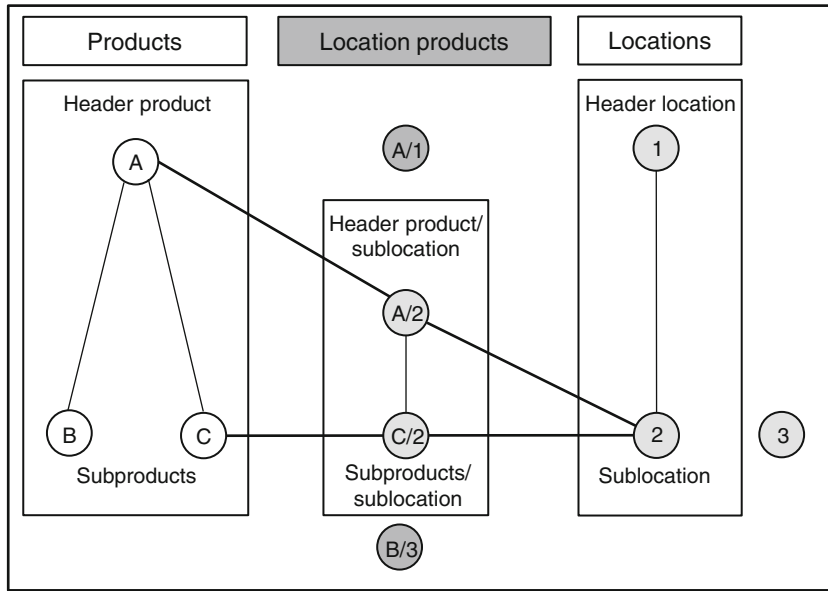 Products
Location products
Locations
Header product
Header location
A
A/1
1
Header product/
sublocation
A/2
B
C
C/2
2
3
Subproducts
Subproducts/
sublocation
Sublocation
B/3